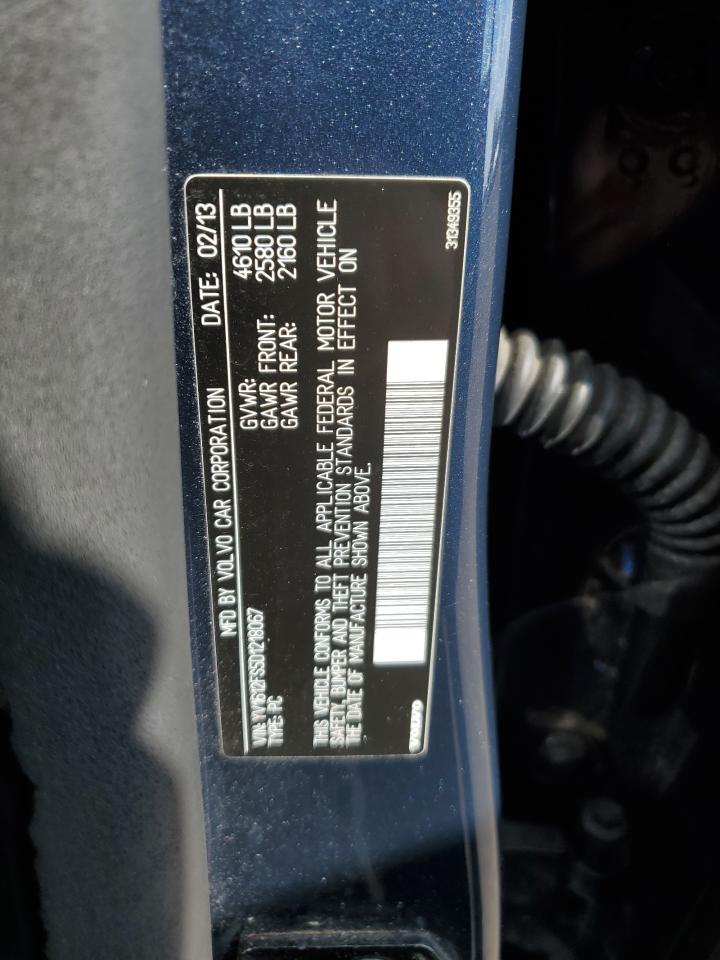 MFD BY VOLVO CAR CORPORATION DATE: 02/13
VIN: YV1612FS5D1218067 GVWR: 4610 LB
TYPE: PC GAWR FRONT: 2580 LB
GAWR REAR: 2160 LB
THIS VEHICLE CONFORMS TO ALL APPLICABLE FEDERAL MOTOR VEHICLE
SAFETY, BUMPER AND THEFT PREVENTION STANDARDS IN EFFECT ON
THE DATE OF MANUFACTURE SHOWN ABOVE.
VOLVO 31349355